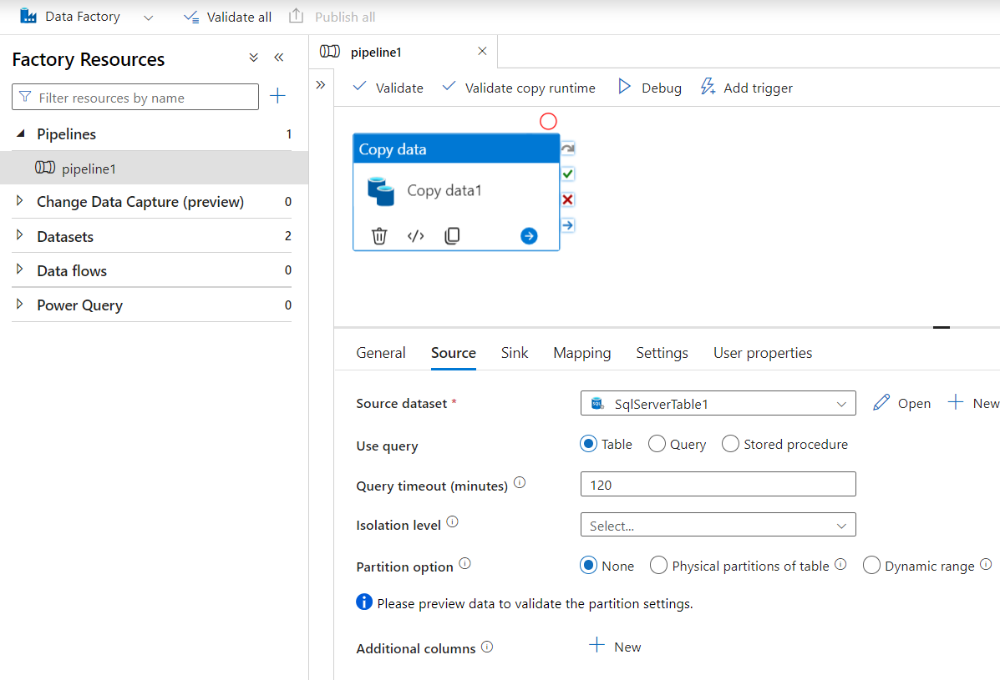 Data Factory
Validate all
Publish all
Factory Resources
Filter resources by name
Pipelines 1
pipeline1
Change Data Capture (preview) 0
Datasets 2
Data flows 0
Power Query 0
pipeline1
Validate
Validate copy runtime
Debug
Add trigger
Copy data
Copy data1
General
Source
Sink
Mapping
Settings
User properties
Source dataset *
SQL
SqlServerTable1
Open
New
Use query
Table
Query
Stored procedure
Query timeout (minutes)
120
Isolation level
Select...
Partition option
None
Physical partitions of table
Dynamic range
Please preview data to validate the partition settings.
Additional columns
New